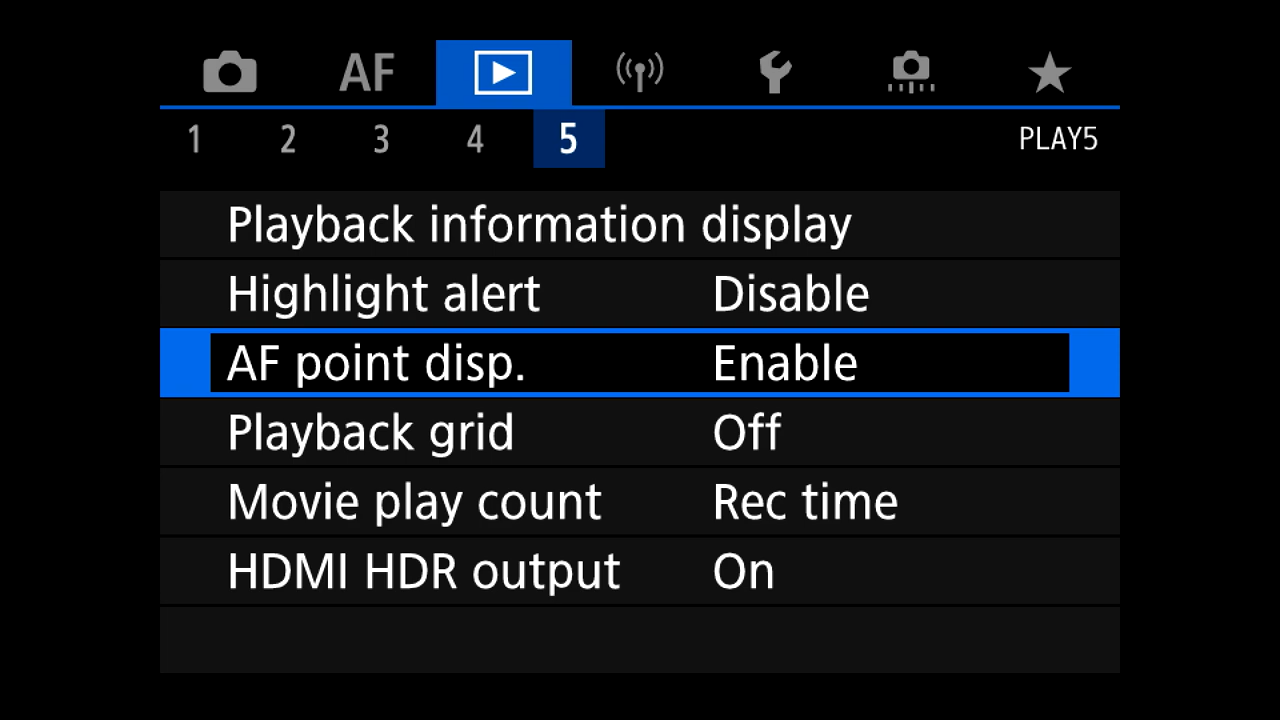 AF
1 2 3 4 5 PLAY5
Playback information display
Highlight alert Disable
AF point disp. Enable
Playback grid Off
Movie play count Rec time
HDMI HDR output On